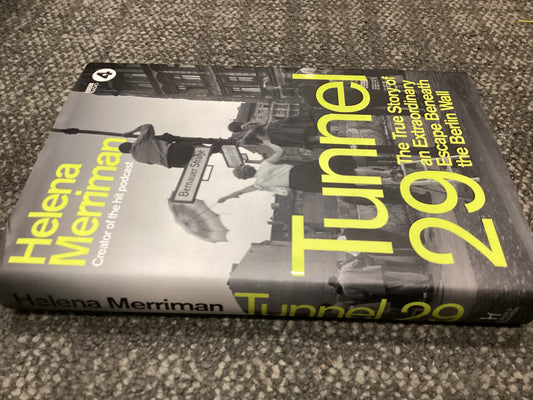 4
Helena
Merriman
Creator of the hit podcast
Bernauer Straße
Tunnel
29
The True Story of
an Extraordinary
Escape Beneath
the Berlin Wall
Helena Merriman
Tunnel 29